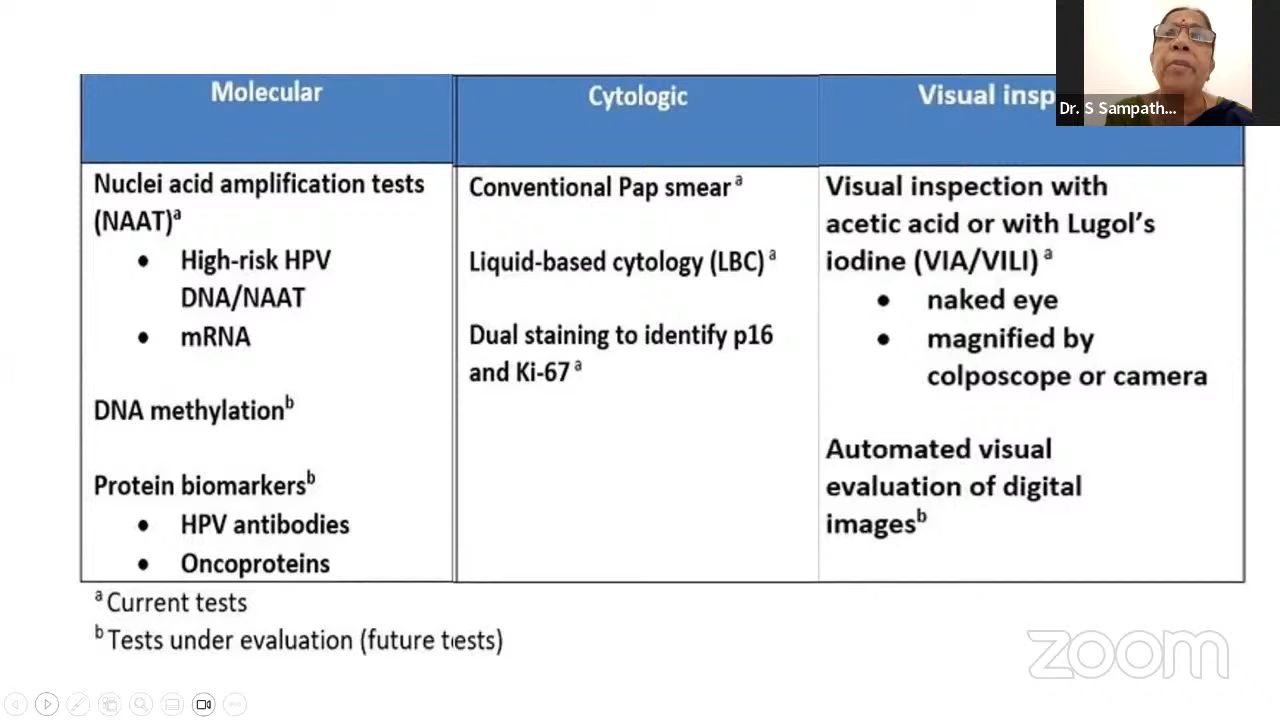 Molecular
Cytologic
Visual insp
Dr. S Sampath...
Nuclei acid amplification tests
(NAAT)a
• High-risk HPV
DNA/NAAT
• mRNA
DNA methylationb
Protein biomarkersb
• HPV antibodies
• Oncoproteins
Conventional Pap smear a
Liquid-based cytology (LBC) a
Dual staining to identify p16
and Ki-67 a
Visual inspection with
acetic acid or with Lugol's
iodine (VIA/VILI) a
• naked eye
• magnified by
colposcope or camera
Automated visual
evaluation of digital
imagesb
a Current tests
b Tests under evaluation (future tests)
zoom